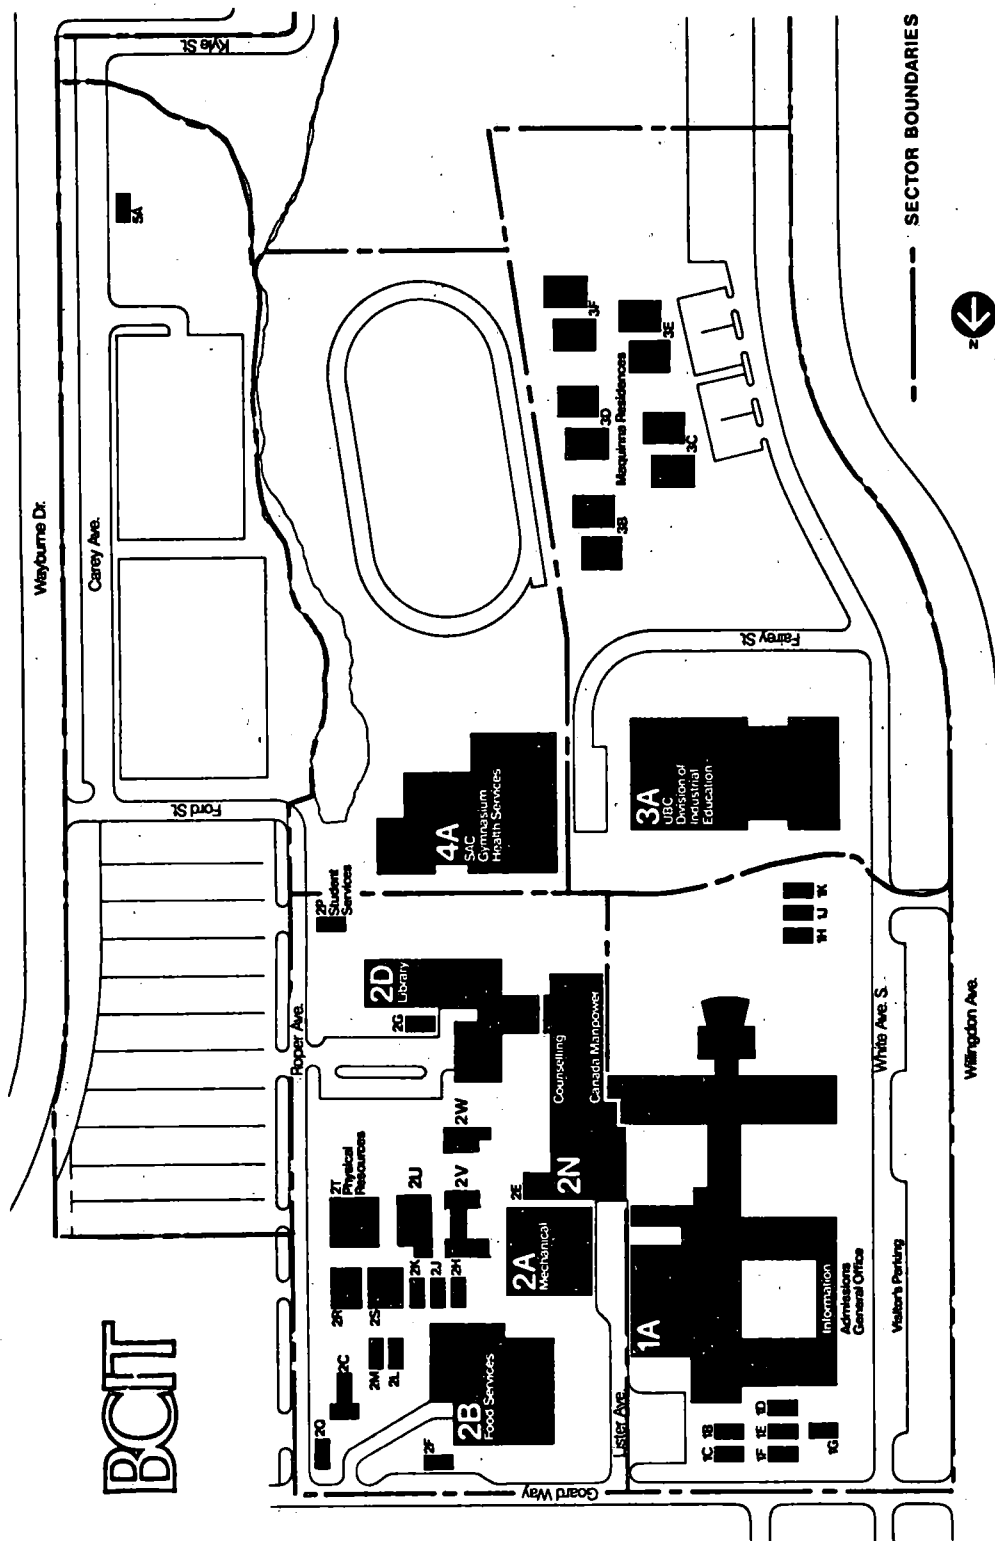 BCIT
Wayburne Dr.
Carey Ave.
Kyle St.
Ford St.
Roper Ave.
Goard Way
Lister Ave.
White Ave. S.
Willingdon Ave.
Fairey St.
Visitor's Parking
SECTOR BOUNDARIES
N
5A
4A
SAC
Gymnasium
Health Services
3A
UBC
Division of
Industrial
Education
3B
3C
3D
3E
3F
Maquinna Residences
2P
Student
Services
2D
Library
2G
2W
2V
2U
2T
Physical
Resources
2R
2S
2K
2J
2H
2M
2L
2C
2Q
2F
2B
Food Services
2A
Mechanical
2E
2N
Counselling
Canada Manpower
1A
Information
Admissions
General Office
1B
1C
1D
1E
1F
1G
1H
1J
1K